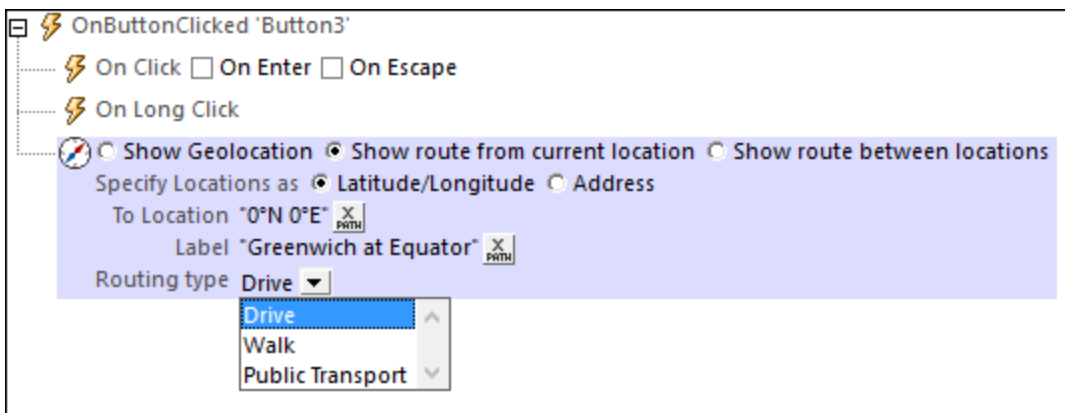 OnButtonClicked 'Button3'
On Click On Enter On Escape
On Long Click
Show Geolocation Show route from current location Show route between locations
Specify Locations as Latitude/Longitude Address
To Location "0°N 0°E" X PATH
Label "Greenwich at Equator" X PATH
Routing type Drive
Drive
Walk
Public Transport